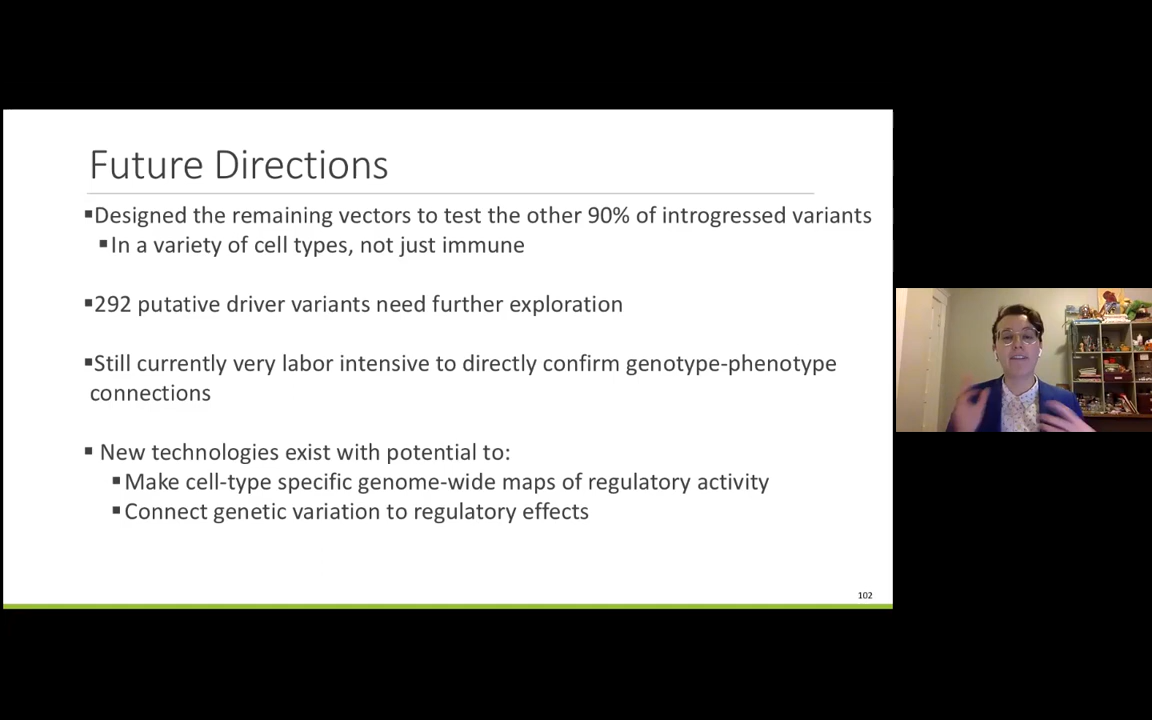 Future Directions
▪Designed the remaining vectors to test the other 90% of introgressed variants
▪In a variety of cell types, not just immune
▪292 putative driver variants need further exploration
▪Still currently very labor intensive to directly confirm genotype-phenotype
connections
▪ New technologies exist with potential to:
▪Make cell-type specific genome-wide maps of regulatory activity
▪Connect genetic variation to regulatory effects
102